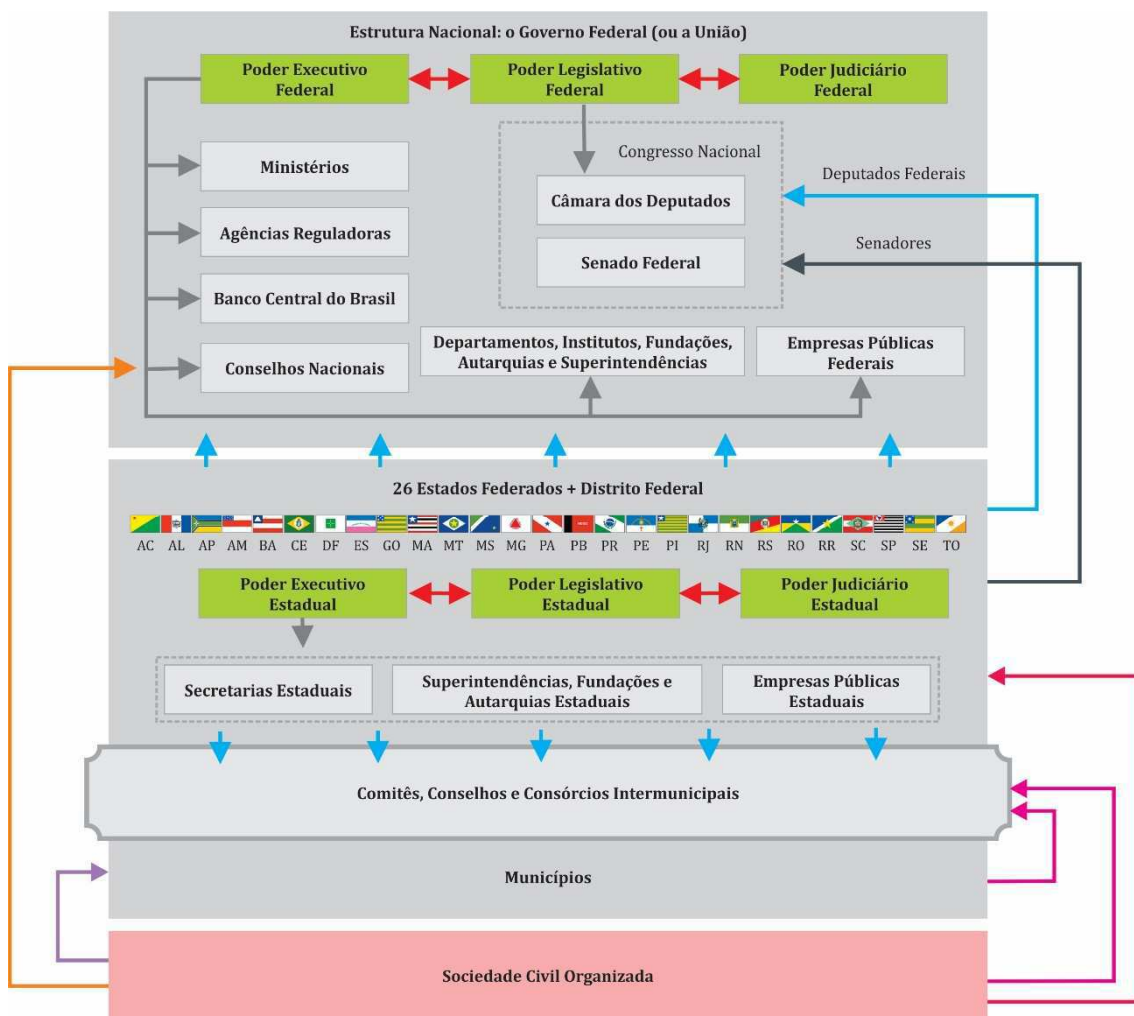 Estrutura Nacional: o Governo Federal (ou a União)
Poder Executivo
Federal
Poder Legislativo
Federal
Poder Judiciário
Federal
Congresso Nacional
Ministérios
Deputados Federais
Câmara dos Deputados
Agências Reguladoras
Senadores
Senado Federal
Banco Central do Brasil
Departamentos, Institutos, Fundações,
Autarquias e Superintendências
Empresas Públicas
Federais
Conselhos Nacionais
26 Estados Federados + Distrito Federal
AC AL AP AM BA CE DF ES GO MA MT MS MG PA PB PR PE PI RJ RN RS RO RR SC SP SE TO
Poder Executivo
Estadual
Poder Legislativo
Estadual
Poder Judiciário
Estadual
Secretarias Estaduais
Superintendências, Fundações e
Autarquias Estaduais
Empresas Públicas
Estaduais
Comitês, Conselhos e Consórcios Intermunicipais
Municípios
Sociedade Civil Organizada